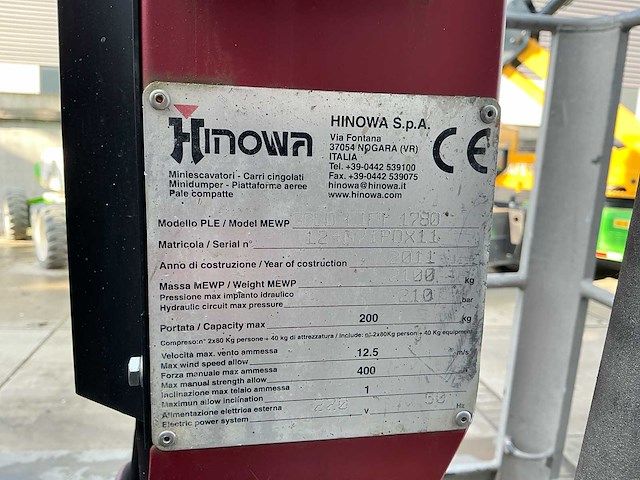 HINOWA
HINOWA S.p.A.
Via Fontana
37054 NOGARA (VR)
ITALIA
Tel. +39-0442 539100
Fax. +39-0442 539075
hinowa@hinowa.it
www.hinowa.com
CE
Miniescavatori - Carri cingolati
Minidumper - Piattaforme aeree
Pale compatte
Modello PLE / Model MEWP 1780
Matricola / Serial n°
Anno di costruzione / Year of costruction
Massa MEWP / Weight MEWP kg
Pressione max impianto idraulico
Hydraulic circuit max pressure bar
Portata / Capacity max 200 kg
Compreso: n° 2x80 Kg persone + 40 kg di attrezzatura / Include: n° 2x80Kg person + 40 Kg equipment
Velocità max. vento ammessa
Max wind speed allow 12.5 m/s
Forza manuale max ammessa
Max manual strength allow 400
Inclinazione max telaio ammessa
Maximun allow inclination 1 °
Alimentazione elettrica esterna
Electric power system V 50 Hz